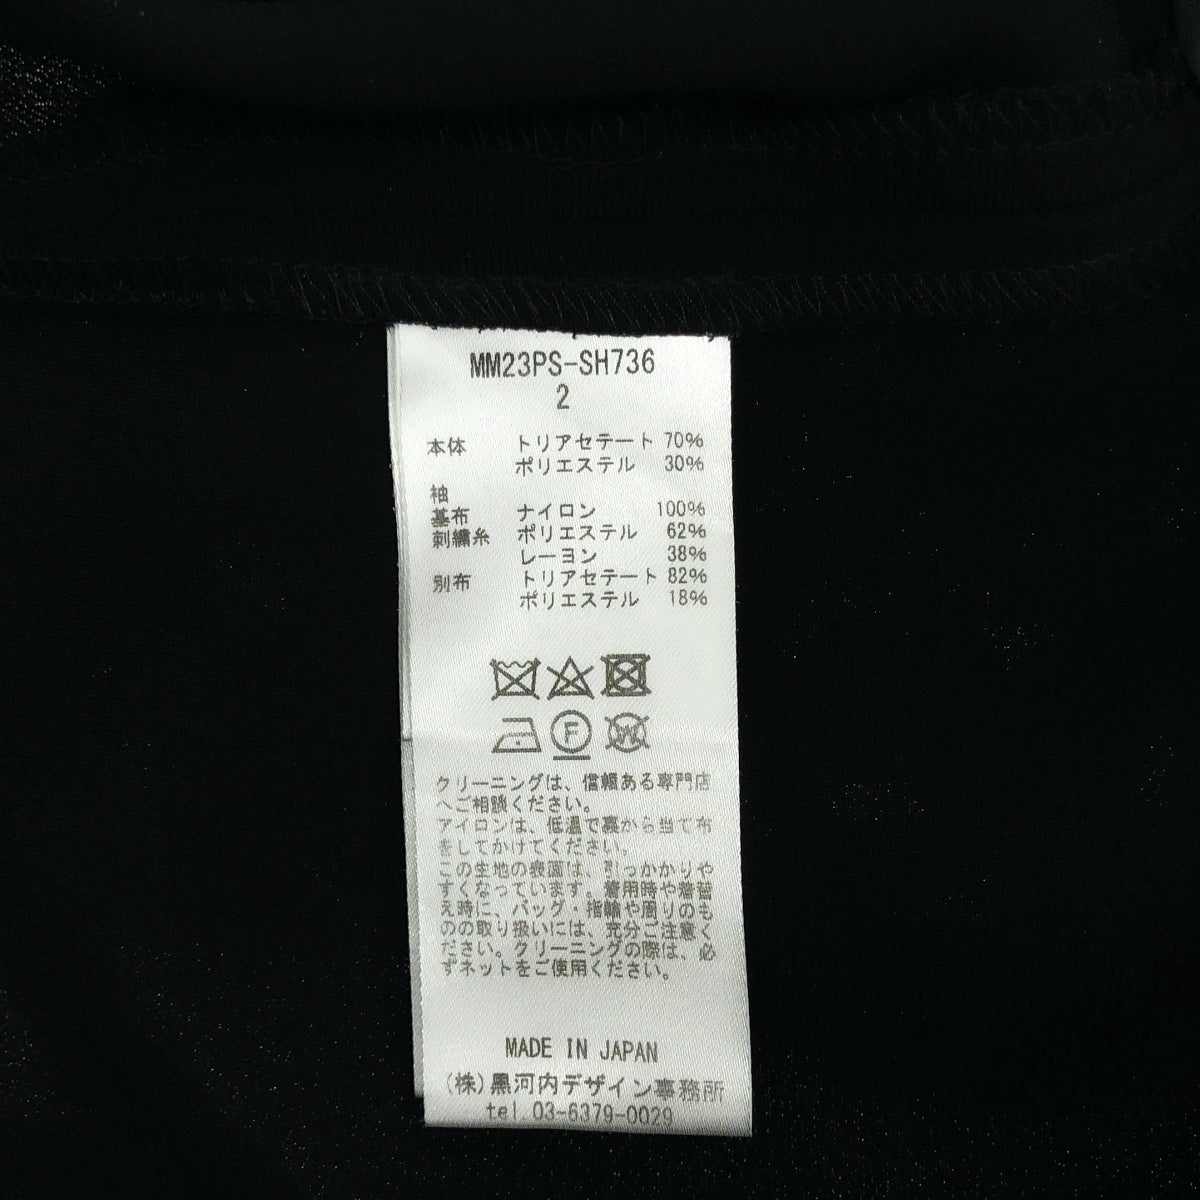 MM23PS-SH736
2
本体 トリアセテート 70%
ポリエステル 30%
袖
基布 ナイロン 100%
刺繍糸 ポリエステル 62%
レーヨン 38%
別布 トリアセテート 82%
ポリエステル 18%
F
W
クリーニングは、信頼ある専門店
へご相談ください。
アイロンは、低温で裏から当て布
をしてかけてください。
この生地の表面は、引っかかりや
すくなっています。着用時や着替
え時に、バッグ・指輪や周りのも
のの取り扱いには、充分ご注意く
ださい。クリーニングの際は、必
ずネットをご使用ください。
MADE IN JAPAN
(株)黒河内デザイン事務所
tel 03-6379-0029